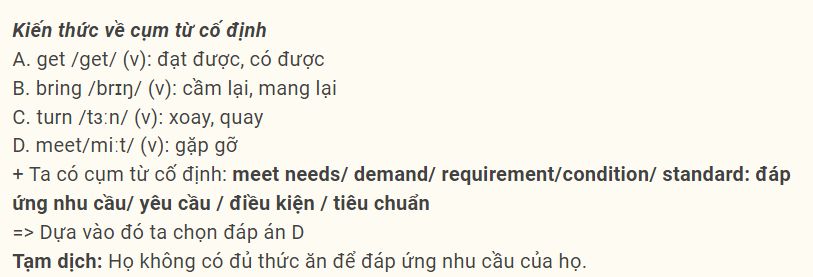 Kiến thức về cụm từ cố định
A. get /get/ (v): đạt được, có được
B. bring /brɪŋ/ (v): cầm lại, mang lại
C. turn /tɜːn/ (v): xoay, quay
D. meet/miːt/ (v): gặp gỡ
+ Ta có cụm từ cố định: meet needs/ demand/ requirement/condition/ standard: đáp
ứng nhu cầu/ yêu cầu / điều kiện / tiêu chuẩn
=> Dựa vào đó ta chọn đáp án D
Tạm dịch: Họ không có đủ thức ăn để đáp ứng nhu cầu của họ.